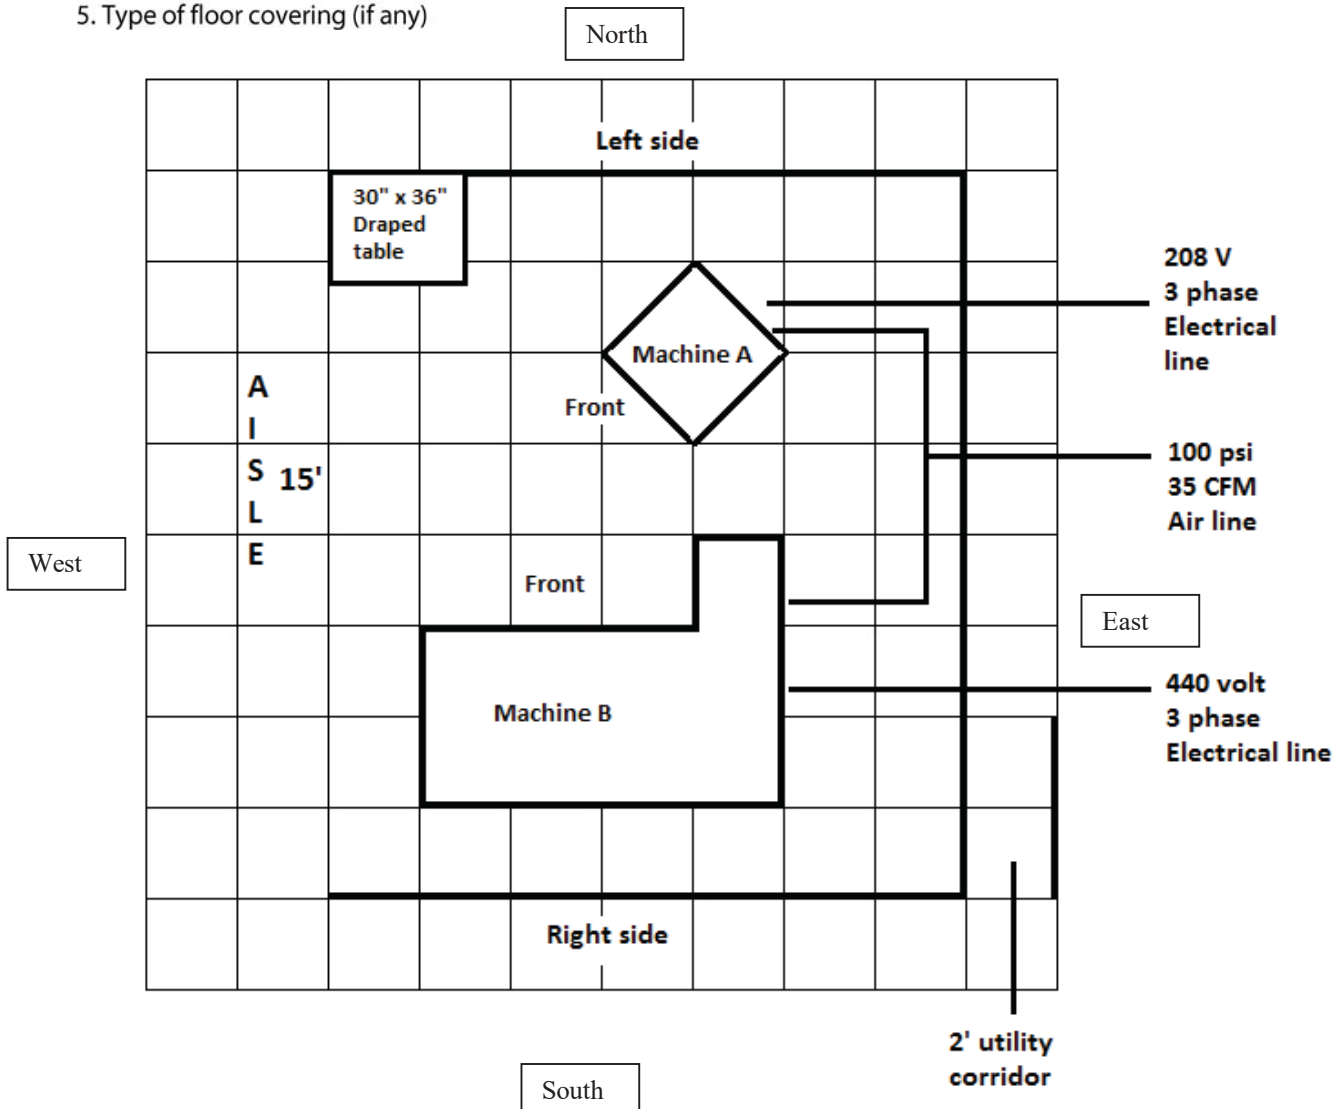 5. Type of floor covering (if any)
North
Left side
30" x 36"
Draped
table
208 V
3 phase
Electrical
line
Machine A
Front
A
I
S
L
E
15'
100 psi
35 CFM
Air line
West
Front
East
Machine B
440 volt
3 phase
Electrical line
Right side
2' utility
corridor
South